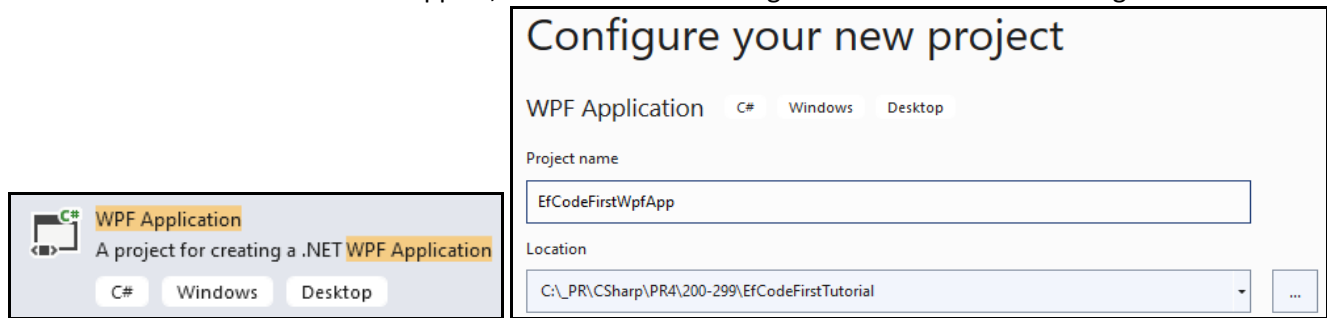 WPF Application
A project for creating a .NET WPF Application
C# Windows Desktop
Configure your new project
WPF Application C# Windows Desktop
Project name
EfCodeFirstWpfApp
Location
C:\_PR\CSharp\PR4\200-299\EfCodeFirstTutorial
...